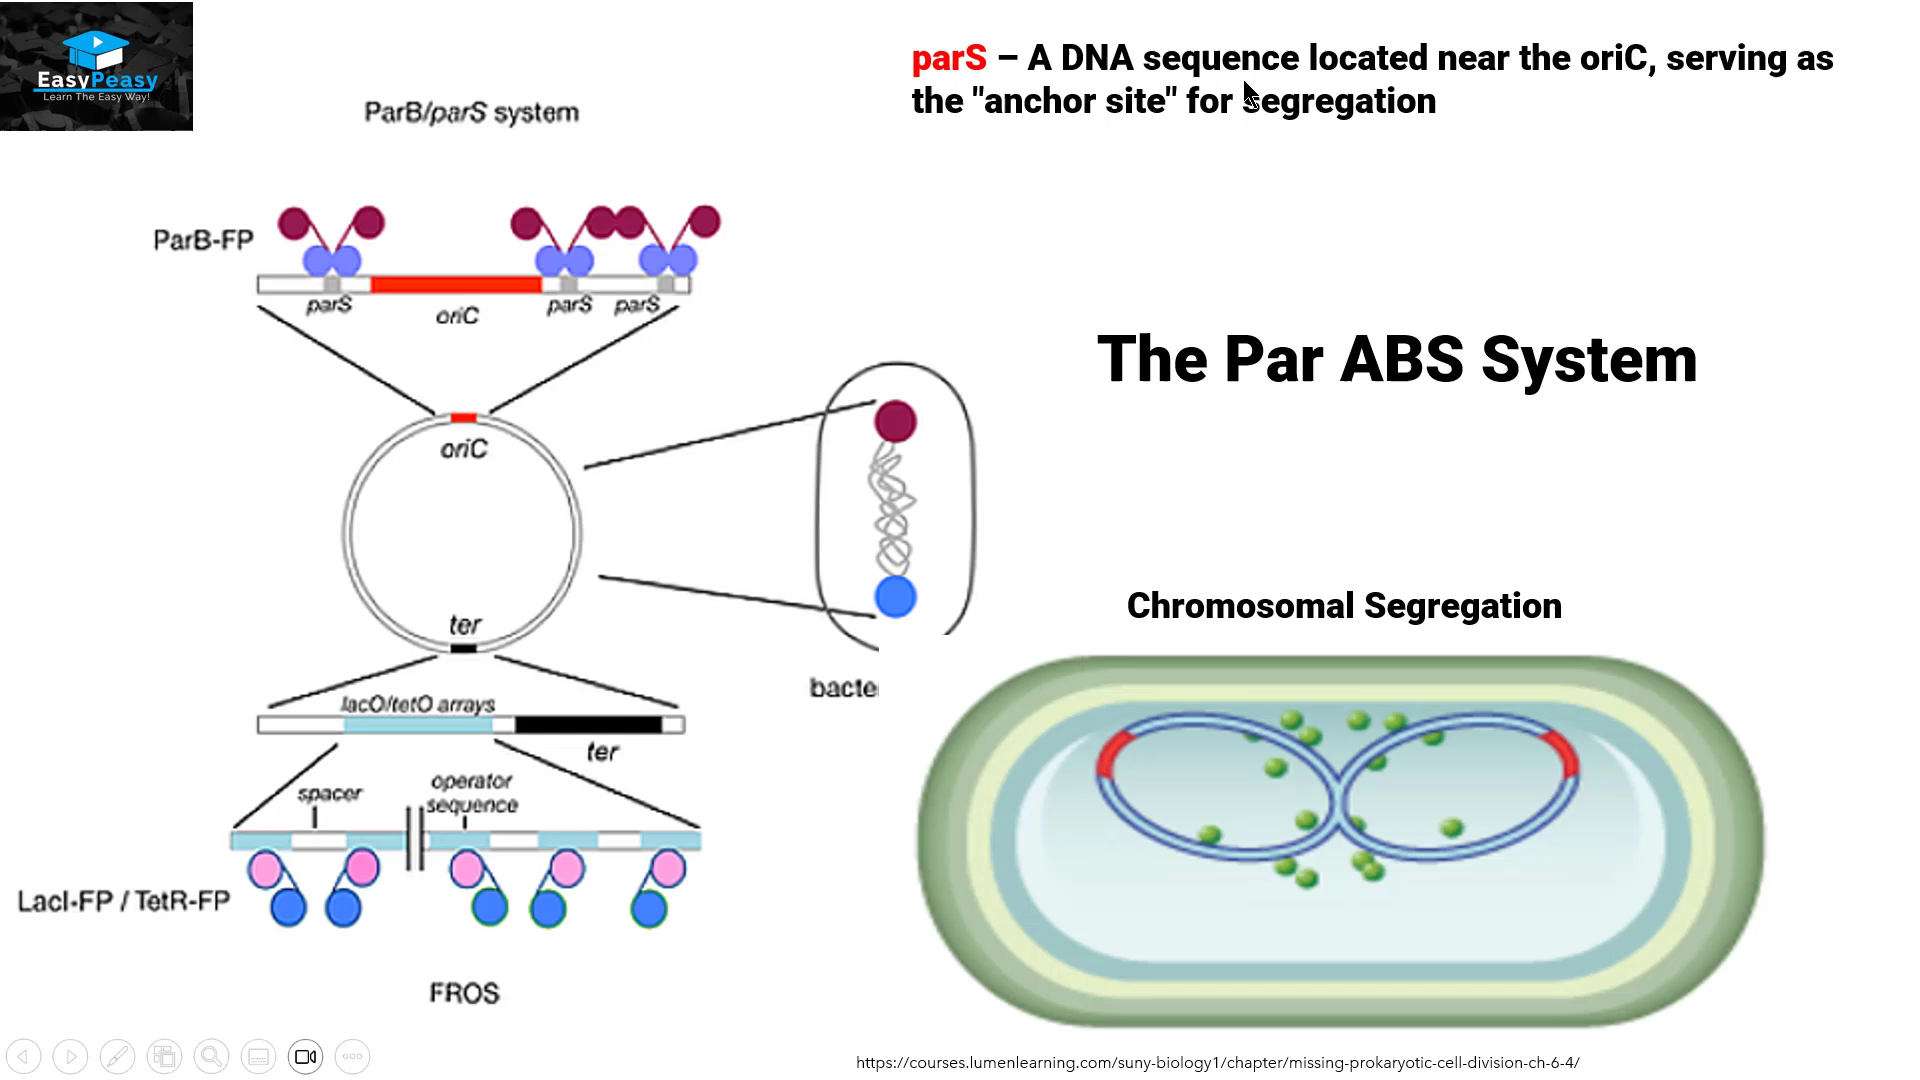 EasyPeasy
Learn The Easy Way!
parS – A DNA sequence located near the oriC, serving as
the "anchor site" for segregation
ParB/parS system
ParB-FP
parS
oriC
parS
parS
The Par ABS System
oriC
ter
Chromosomal Segregation
bacte
lacO/tetO arrays
ter
spacer
operator
sequence
LacI-FP / TetR-FP
FROS
https://courses.lumenlearning.com/suny-biology1/chapter/missing-prokaryotic-cell-division-ch-6-4/